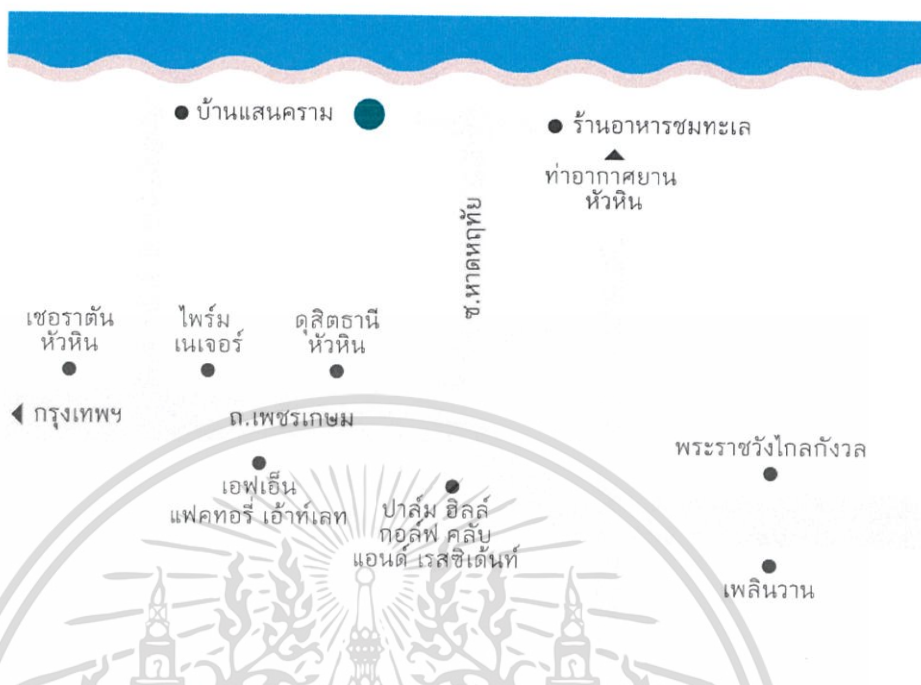 บ้านแสนคราม
ร้านอาหารชมทะเล
ท่าอากาศยาน
หัวหิน
ซ.หาดหฤทัย
เชอราตัน
หัวหิน
ไพร์ม
เนเจอร์
ดุสิตธานี
หัวหิน
กรุงเทพฯ
ถ.เพชรเกษม
พระราชวังไกลกังวล
เอฟเอ็น
แฟคทอรี่ เอ้าท์เลท
ปาล์ม ฮิลล์
กอล์ฟ คลับ
แอนด์ เรสซิเด้นท์
เพลินวาน